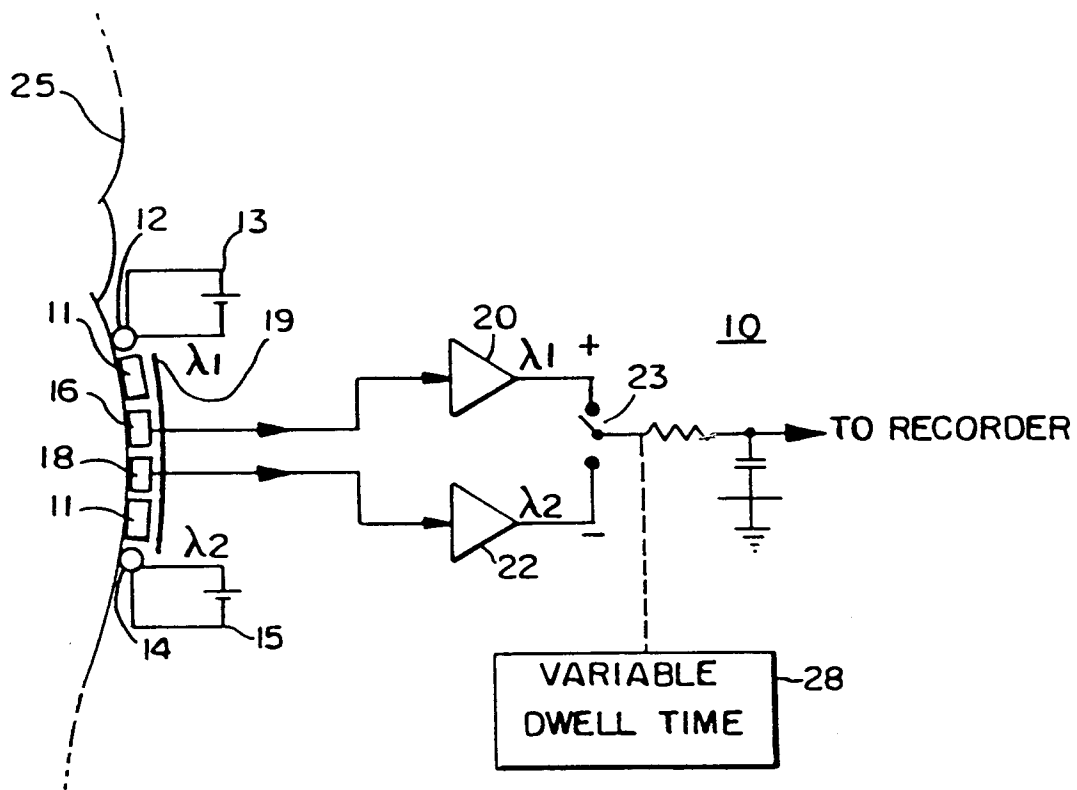 25
12
13
11
19
λ1
20
λ1
+
10
23
16
TO RECORDER
18
11
λ2
λ2
-
22
14
15
VARIABLE
DWELL TIME
28